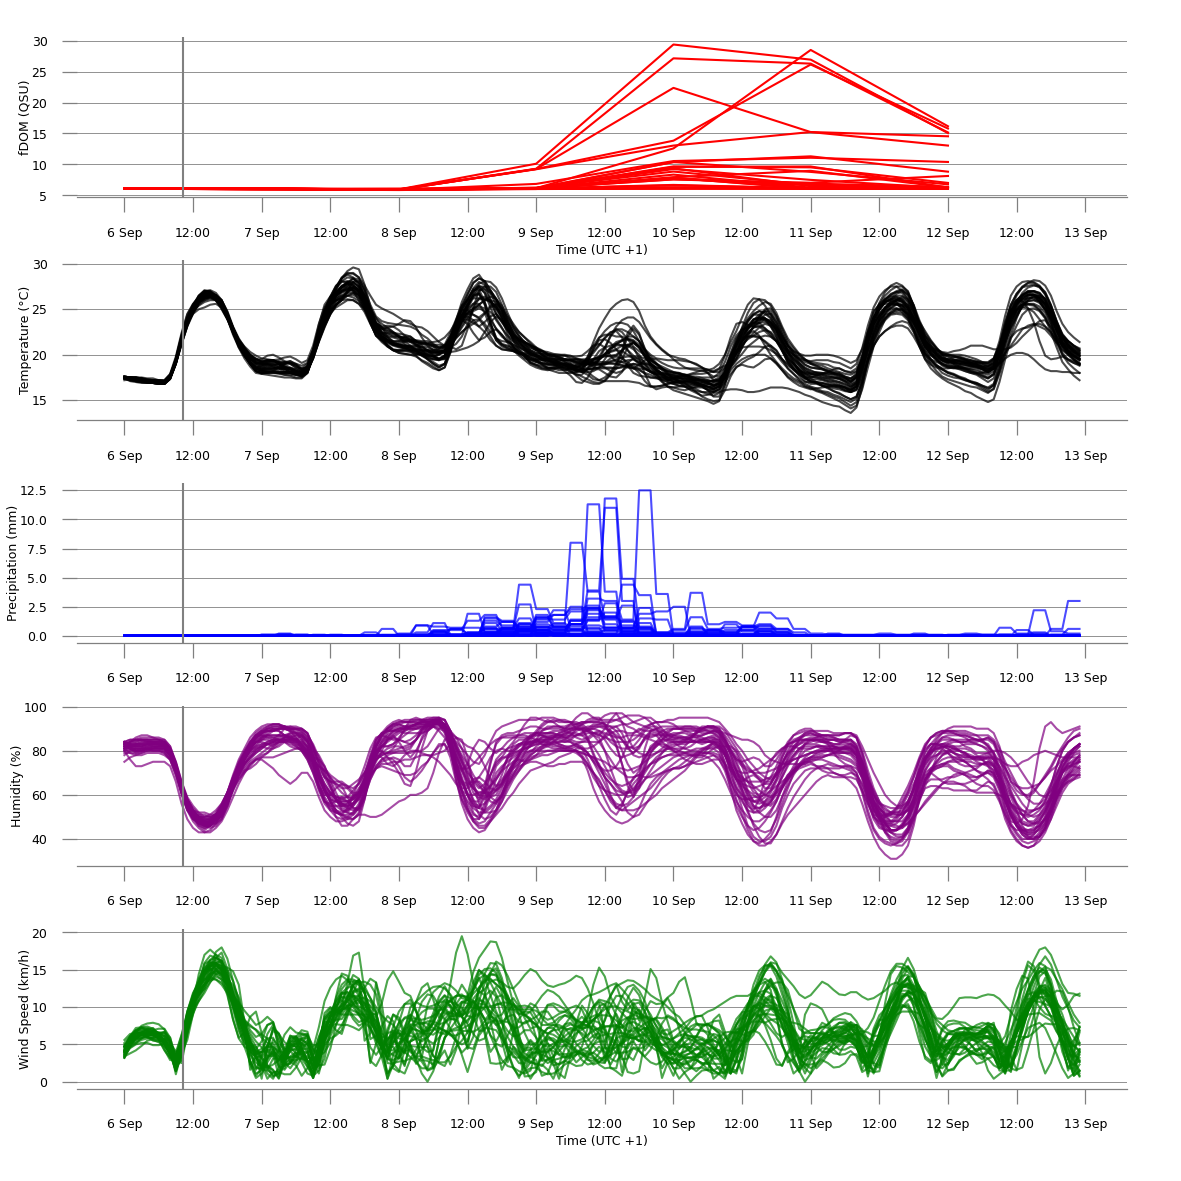 30
25
20
15
10
5
fDOM (QSU)
6 Sep 12:00 7 Sep 12:00 8 Sep 12:00 9 Sep 12:00 10 Sep 12:00 11 Sep 12:00 12 Sep 12:00 13 Sep
Time (UTC +1)
30
25
20
15
Temperature (°C)
6 Sep 12:00 7 Sep 12:00 8 Sep 12:00 9 Sep 12:00 10 Sep 12:00 11 Sep 12:00 12 Sep 12:00 13 Sep
12.5
10.0
7.5
5.0
2.5
0.0
Precipitation (mm)
6 Sep 12:00 7 Sep 12:00 8 Sep 12:00 9 Sep 12:00 10 Sep 12:00 11 Sep 12:00 12 Sep 12:00 13 Sep
100
80
60
40
Humidity (%)
6 Sep 12:00 7 Sep 12:00 8 Sep 12:00 9 Sep 12:00 10 Sep 12:00 11 Sep 12:00 12 Sep 12:00 13 Sep
20
15
10
5
0
Wind Speed (km/h)
6 Sep 12:00 7 Sep 12:00 8 Sep 12:00 9 Sep 12:00 10 Sep 12:00 11 Sep 12:00 12 Sep 12:00 13 Sep
Time (UTC +1)